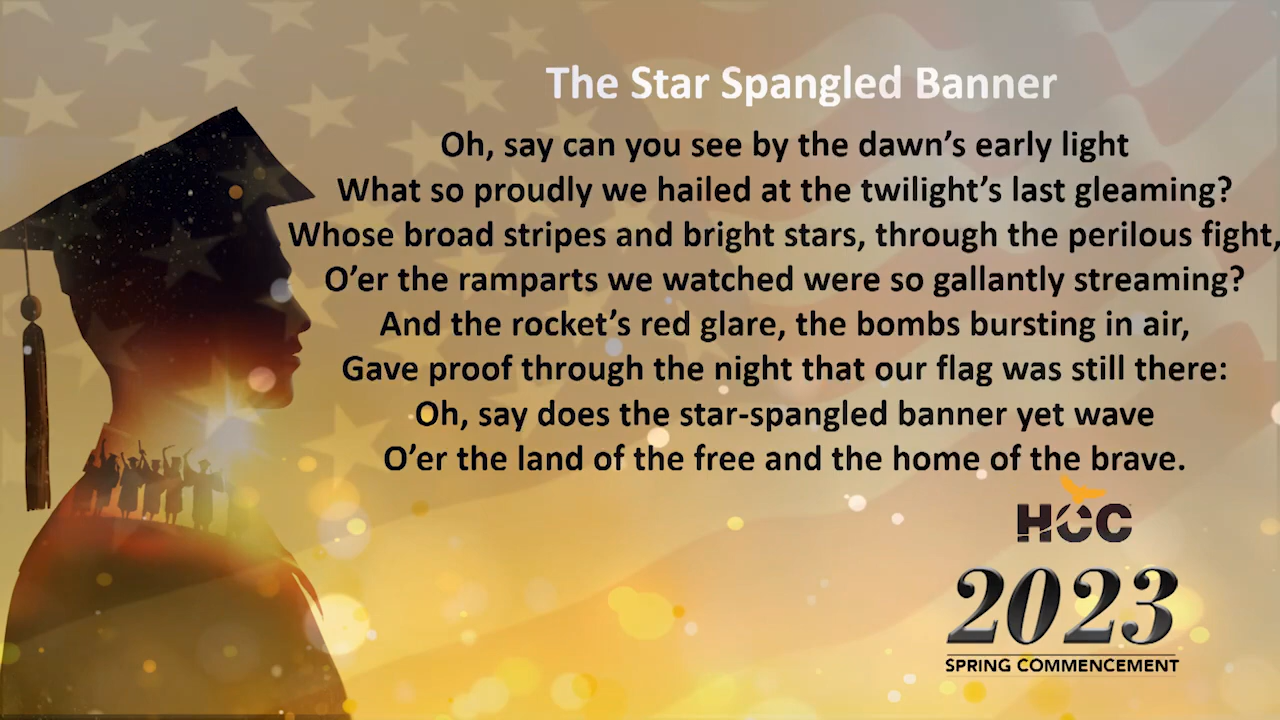 The Star Spangled Banner
Oh, say can you see by the dawn’s early light
What so proudly we hailed at the twilight’s last gleaming?
Whose broad stripes and bright stars, through the perilous fight,
O’er the ramparts we watched were so gallantly streaming?
And the rocket’s red glare, the bombs bursting in air,
Gave proof through the night that our flag was still there:
Oh, say does the star-spangled banner yet wave
O’er the land of the free and the home of the brave.
HCC
2023
SPRING COMMENCEMENT